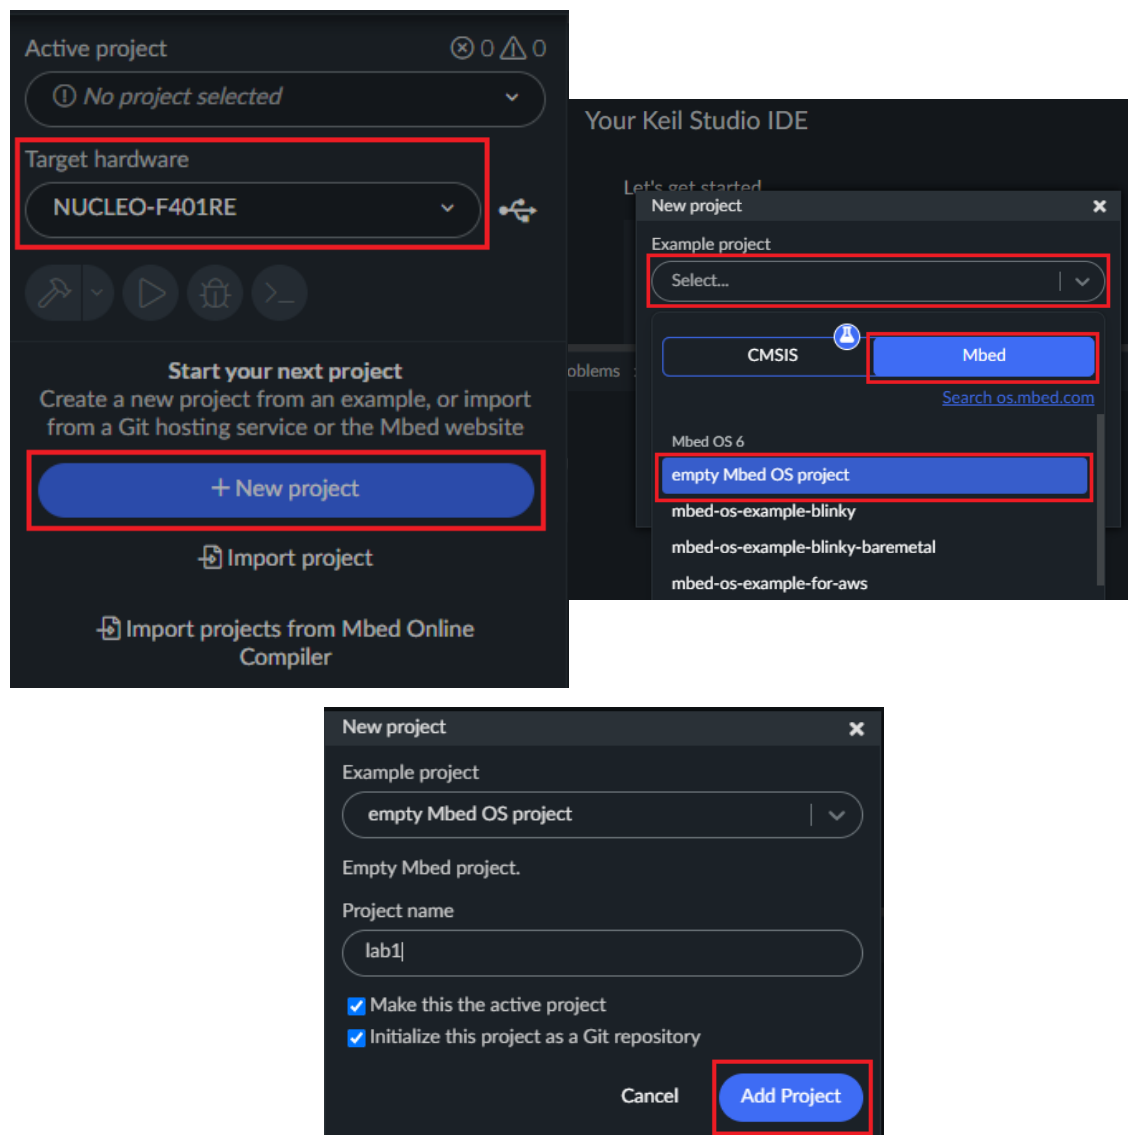 Active project
0 0
No project selected
Target hardware
NUCLEO-F401RE
Start your next project
Create a new project from an example, or import
from a Git hosting service or the Mbed website
+ New project
Import project
Import projects from Mbed Online
Compiler
Your Keil Studio IDE
Let's get started
New project
Example project
Select...
CMSIS
Mbed
oblems
Search os.mbed.com
Mbed OS 6
empty Mbed OS project
mbed-os-example-blinky
mbed-os-example-blinky-baremetal
mbed-os-example-for-aws
New project
Example project
empty Mbed OS project
Empty Mbed project.
Project name
lab1
Make this the active project
Initialize this project as a Git repository
Cancel
Add Project